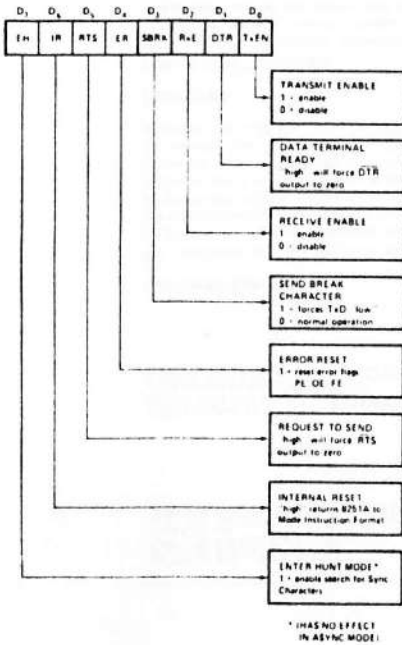 D7 D6 D5 D4 D3 D2 D1 D0
EH IR RTS ER SBRK RxE DTR TxEN
TRANSMIT ENABLE
1 = enable
0 = disable
DATA TERMINAL
READY
"high" will force DTR
output to zero
RECEIVE ENABLE
1 = enable
0 = disable
SEND BREAK
CHARACTER
1 = forces TxD "low"
0 = normal operation
ERROR RESET
1 = reset error flags
PE OE FE
REQUEST TO SEND
"high" will force RTS
output to zero
INTERNAL RESET
"high" returns 8251A to
Mode Instruction Format
ENTER HUNT MODE*
1 = enable search for Sync
Characters
* (HAS NO EFFECT
IN ASYNC MODE)